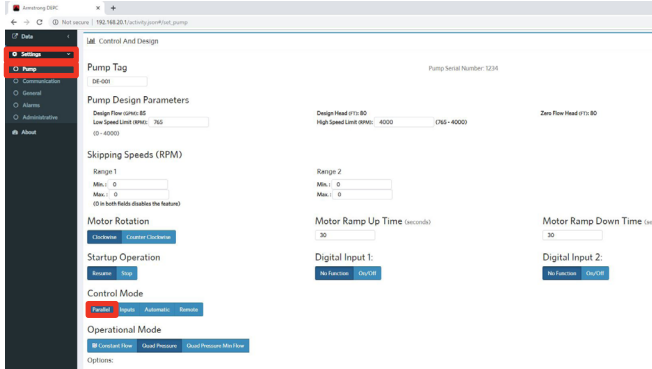 Armstrong DEPC
Not secure | 192.168.20.1/activity.json#/set_pump
Data
Control And Design
Settings
Pump
Pump Tag
Pump Serial Number: 1234
Communication
DE-001
General
Alarms
Pump Design Parameters
Administrative
Design Flow (GPM): 85
Design Head (FT): 80
Zero Flow Head (FT): 80
Low Speed Limit (RPM): 765
High Speed Limit (RPM): 4000 (765 - 4000)
About
(0 - 4000)
Skipping Speeds (RPM)
Range 1
Range 2
Min. : 0
Min. : 0
Max. : 0
Max. : 0
(0 in both fields disables the feature)
Motor Rotation
Motor Ramp Up Time (seconds)
Motor Ramp Down Time (se
Clockwise Counter Clockwise
30
30
Startup Operation
Digital Input 1:
Digital Input 2:
Resume Stop
No Function On/Off
No Function On/Off
Control Mode
Parallel Inputs Automatic Remote
Operational Mode
Constant Flow Quad Pressure Quad Pressure Min Flow
Options: